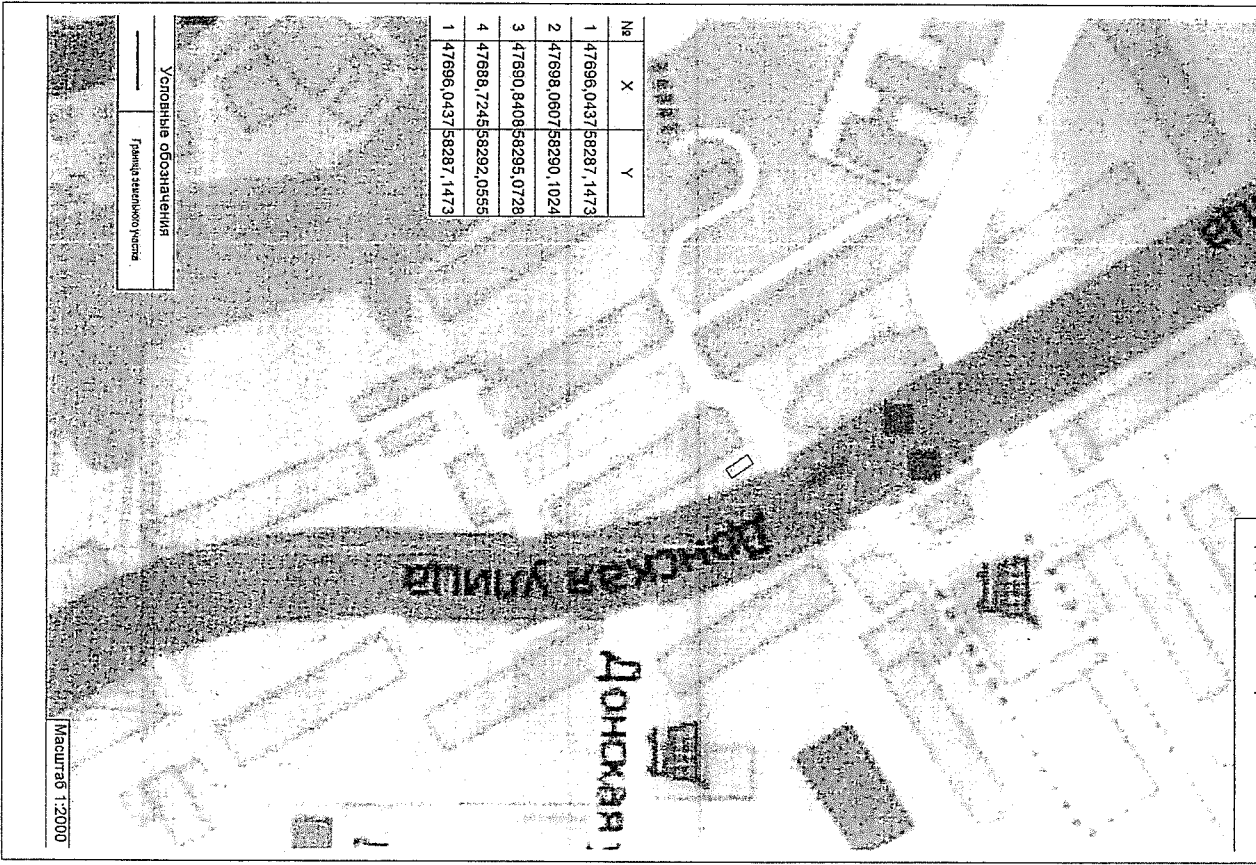 № X Y
1 47696,0437 58287,1473
2 47698,0607 58290,1024
3 47690,8408 58295,0728
4 47688,7245 58292,0555
1 47696,0437 58287,1473
Донская улица
Донская
Условные обозначения
Граница земельного участка
Масштаб 1:2000